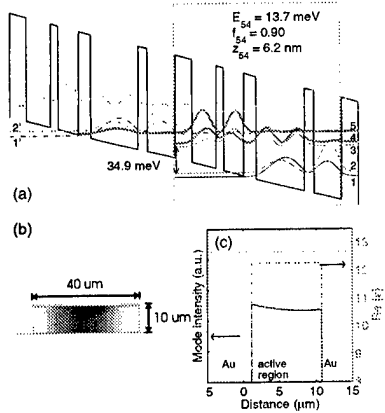 E54 = 13.7 meV
f54 = 0.90
z54 = 6.2 nm
2'
1'
5
4
3
2
1
34.9 meV
(a)
(b)
40 um
10 um
(c)
Mode intensity (a.u.)
Au
active
region
Au
13
12
11
10
9
8
5 0 5 10 15
Distance (μm)